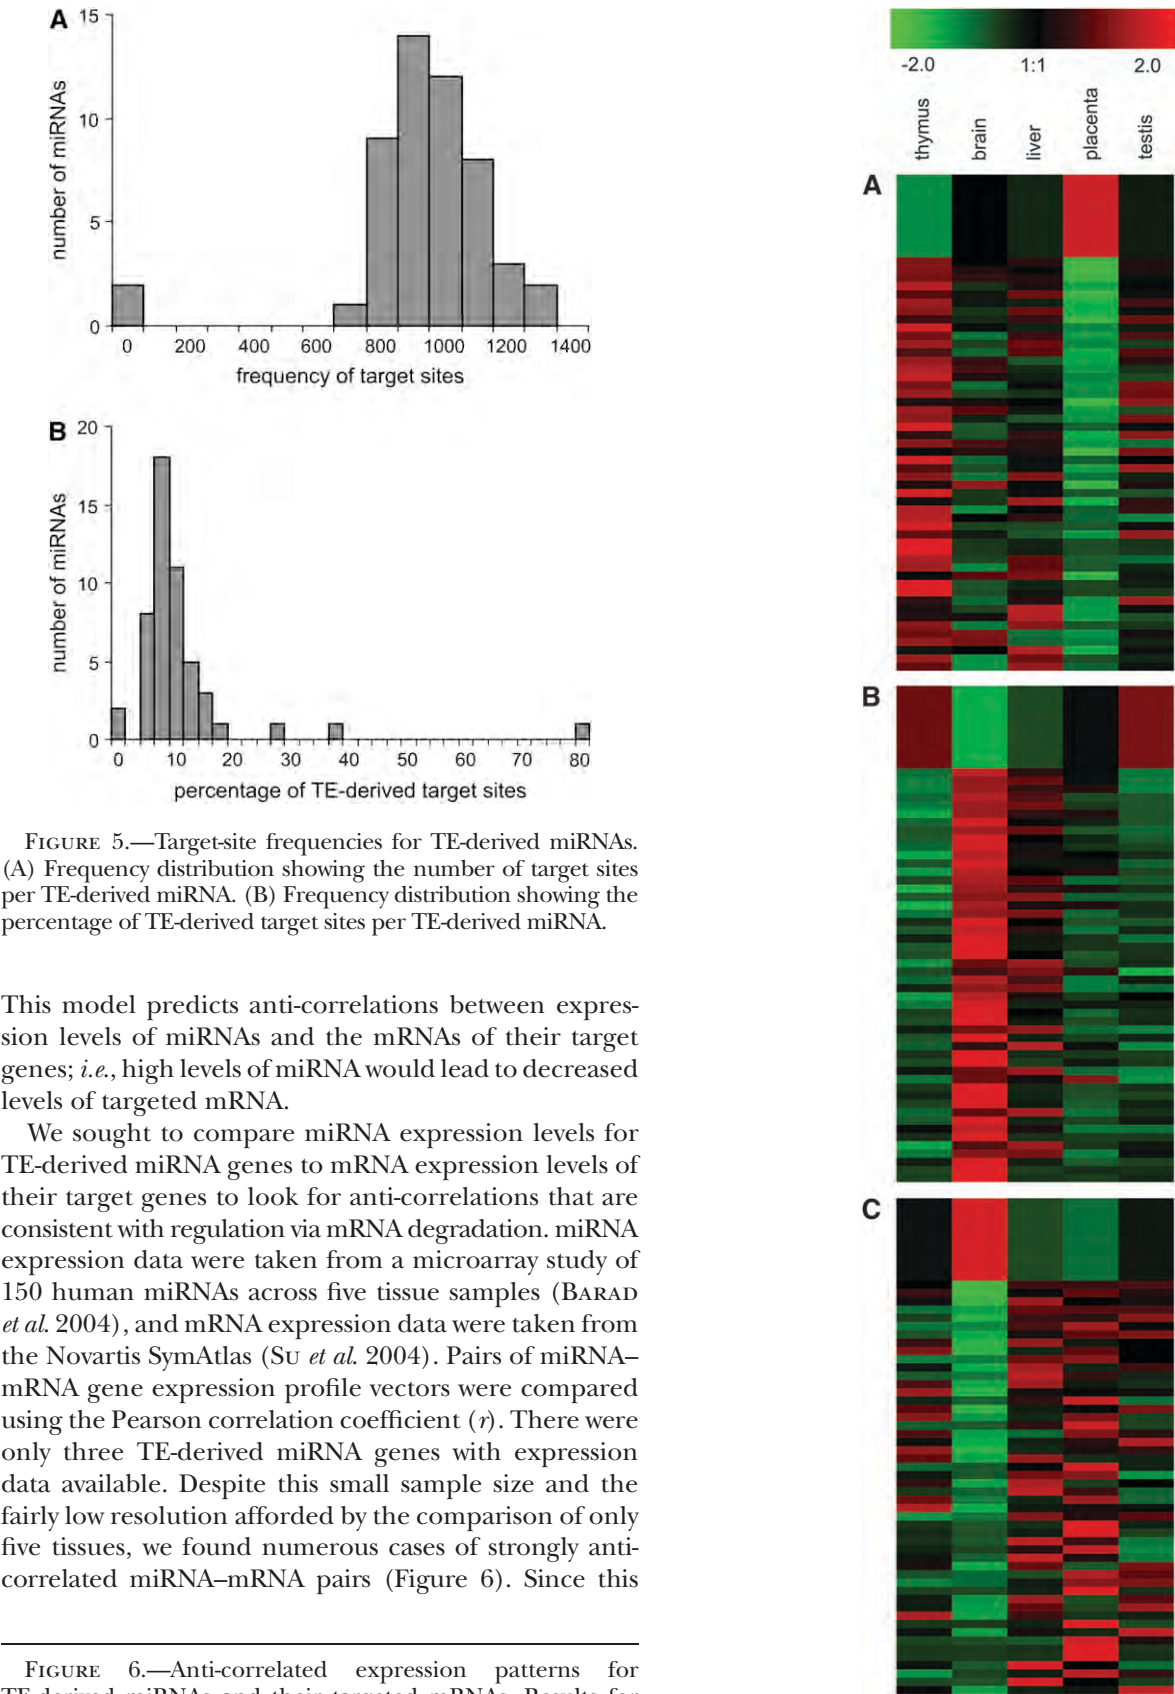 A
15
10
5
0
number of miRNAs
0 200 400 600 800 1000 1200 1400
frequency of target sites
B
20
15
10
5
0
number of miRNAs
0 10 20 30 40 50 60 70 80
percentage of TE-derived target sites
FIGURE 5.—Target-site frequencies for TE-derived miRNAs.
(A) Frequency distribution showing the number of target sites
per TE-derived miRNA. (B) Frequency distribution showing the
percentage of TE-derived target sites per TE-derived miRNA.
This model predicts anti-correlations between expres-
sion levels of miRNAs and the mRNAs of their target
genes; i.e., high levels of miRNA would lead to decreased
levels of targeted mRNA.
We sought to compare miRNA expression levels for
TE-derived miRNA genes to mRNA expression levels of
their target genes to look for anti-correlations that are
consistent with regulation via mRNA degradation. miRNA
expression data were taken from a microarray study of
150 human miRNAs across five tissue samples (BARAD
et al. 2004), and mRNA expression data were taken from
the Novartis SymAtlas (SU et al. 2004). Pairs of miRNA–
mRNA gene expression profile vectors were compared
using the Pearson correlation coefficient (r). There were
only three TE-derived miRNA genes with expression
data available. Despite this small sample size and the
fairly low resolution afforded by the comparison of only
five tissues, we found numerous cases of strongly anti-
correlated miRNA–mRNA pairs (Figure 6). Since this
FIGURE 6.—Anti-correlated expression patterns for
TE-derived miRNAs and their targeted mRNAs. Results for
-2.0 1:1 2.0
thymus
brain
liver
placenta
testis
A
B
C